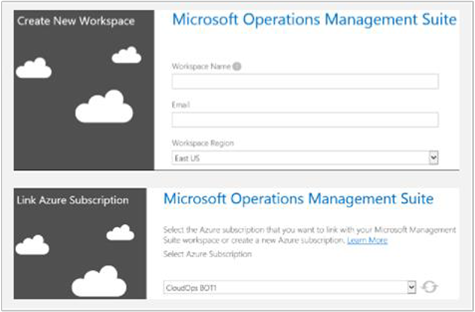 Create New Workspace
Microsoft Operations Management Suite
Workspace Name
Email
Workspace Region
East US
Link Azure Subscription
Microsoft Operations Management Suite
Select the Azure subscription that you want to link with your Microsoft Management
Suite workspace or create a new Azure subscription. Learn More
Select Azure Subscription
CloudOps BOT1